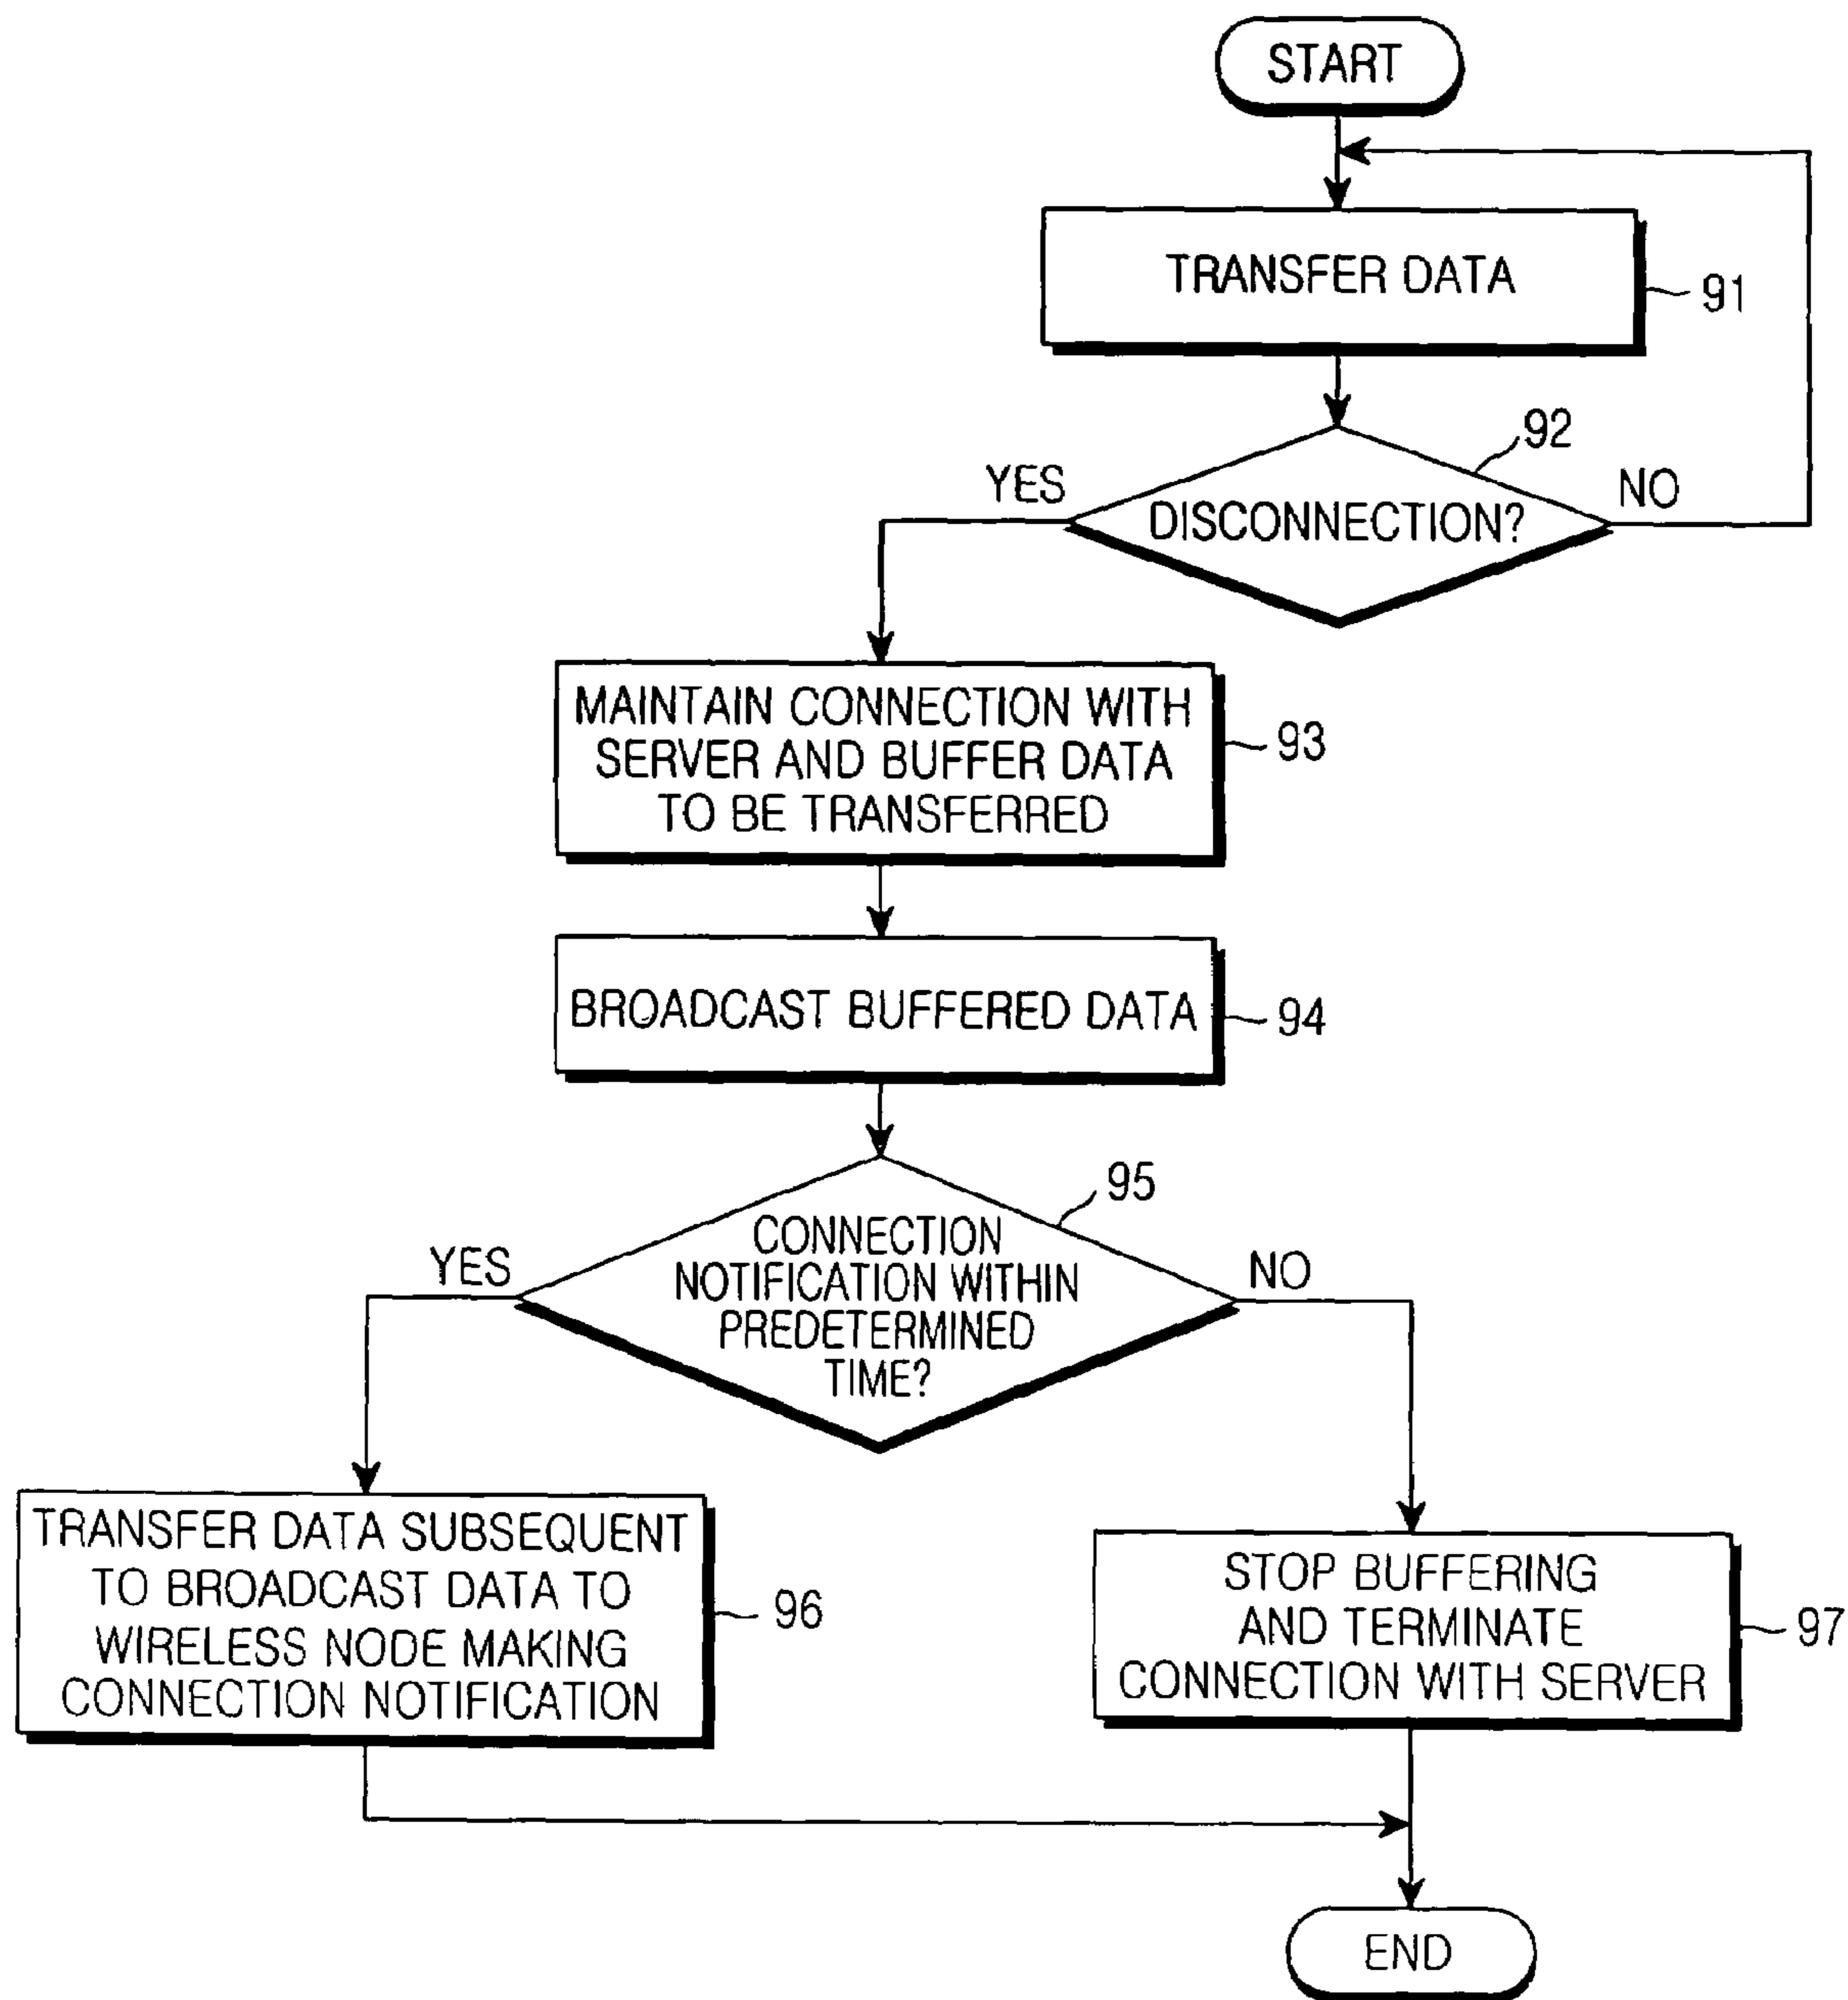 START
TRANSFER DATA
91
92
YES
NO
DISCONNECTION?
MAINTAIN CONNECTION WITH
SERVER AND BUFFER DATA
TO BE TRANSFERRED
93
BROADCAST BUFFERED DATA
94
95
CONNECTION
NOTIFICATION WITHIN
PREDETERMINED
TIME?
YES
NO
TRANSFER DATA SUBSEQUENT
TO BROADCAST DATA TO
WIRELESS NODE MAKING
CONNECTION NOTIFICATION
96
STOP BUFFERING
AND TERMINATE
CONNECTION WITH SERVER
97
END